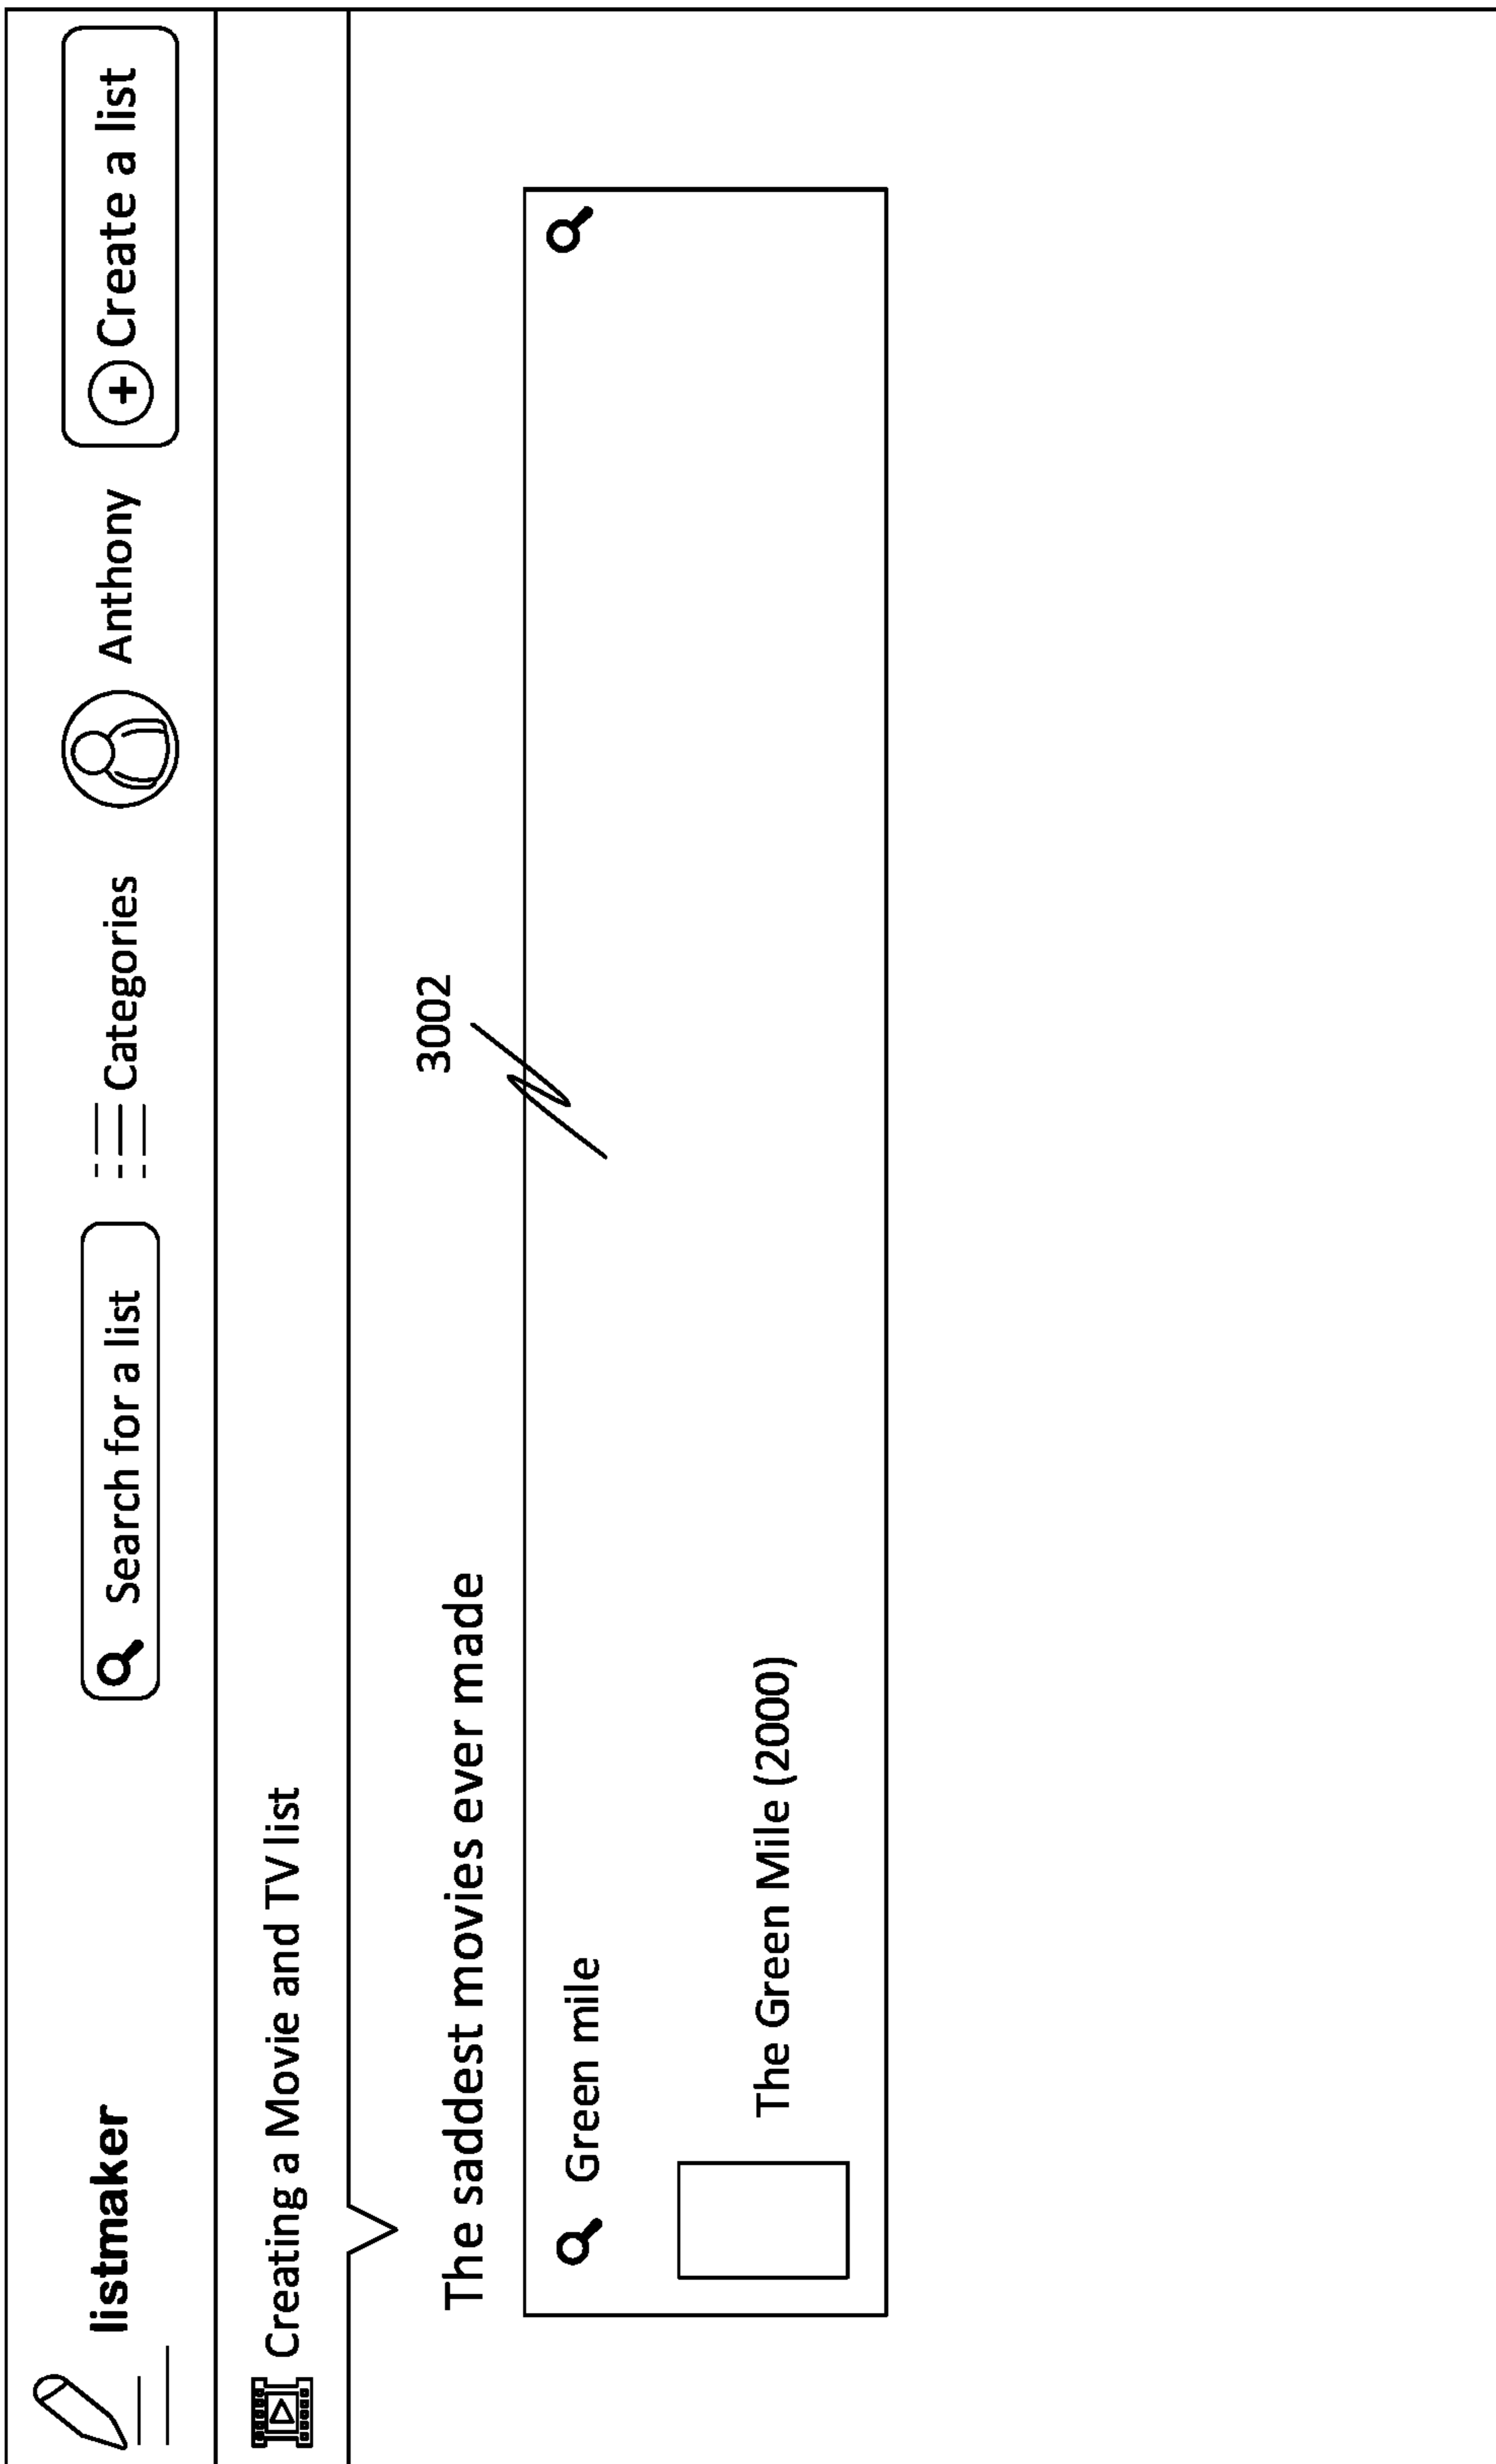 listmaker
Search for a list
Categories
Anthony
+ Create a list
Creating a Movie and TV list
The saddest movies ever made
3002
Green mile
The Green Mile (2000)